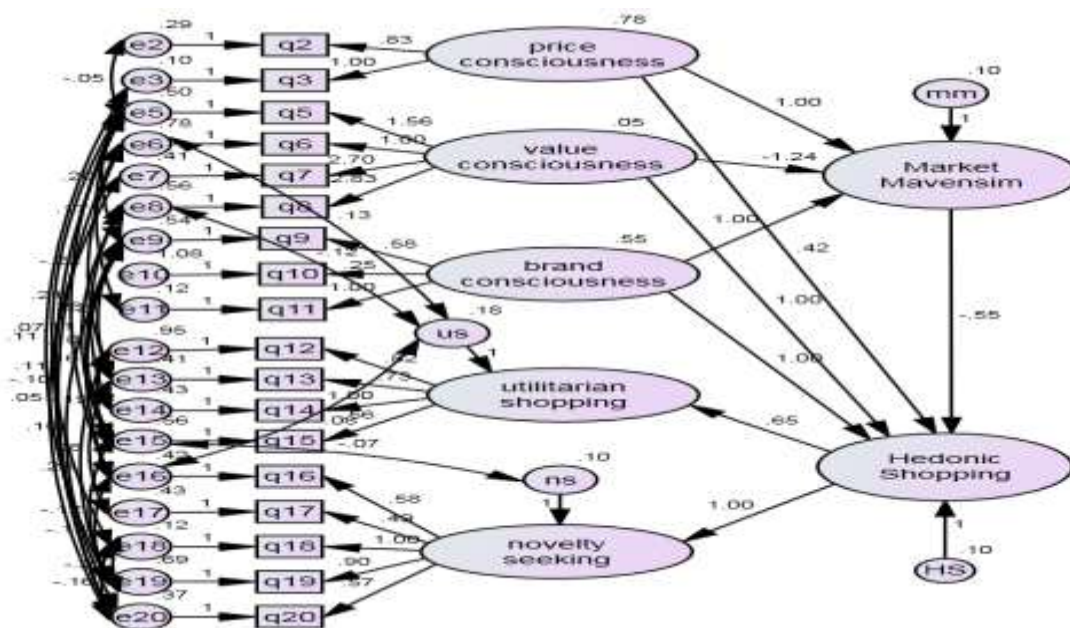 .29
e2
1
q2
.83
price
consciousness
.78
.10
e3
1
q3
1.00
-.05
.50
e5
1
q5
1.56
.78
e6
1
q6
1.00
value
consciousness
.05
.41
e7
1
q7
2.70
.56
e8
1
q8
2.83
.13
.54
e9
1
q9
.58
-.12
brand
consciousness
.55
1.08
e10
1
q10
.25
.12
e11
1
q11
1.00
mm
.10
1
1.00
-1.24
1.00
Market
Mavensim
.42
1.00
1.00
-.55
us
.18
1
.95
e12
1
q12
.41
e13
1
q13
utilitarian
shopping
.43
e14
1
q14
1.00
.56
e15
1
q15
-.07
.65
Hedonic
Shopping
.43
e16
1
q16
.58
ns
.10
1
1.00
.43
e17
1
q17
.49
.12
e18
1
q18
1.00
novelty
seeking
.69
e19
1
q19
.90
.37
e20
1
q20
1
HS
.10
.07
.11
.05